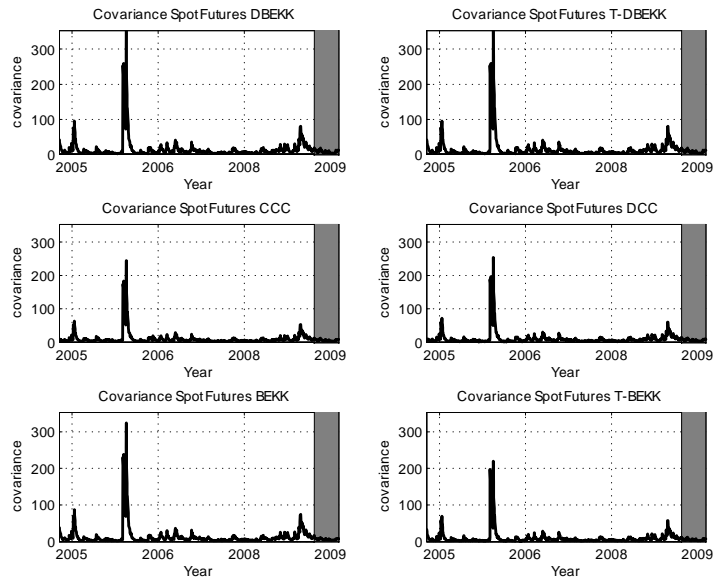 Covariance Spot Futures DBEKK
Covariance Spot Futures T-DBEKK
300
200
100
0
covariance
2005
2006
2008
2009
Year
300
200
100
0
covariance
2005
2006
2008
2009
Year
Covariance Spot Futures CCC
Covariance Spot Futures DCC
300
200
100
0
covariance
2005
2006
2008
2009
Year
300
200
100
0
covariance
2005
2006
2008
2009
Year
Covariance Spot Futures BEKK
Covariance Spot Futures T-BEKK
300
200
100
0
covariance
2005
2006
2008
2009
Year
300
200
100
0
covariance
2005
2006
2008
2009
Year